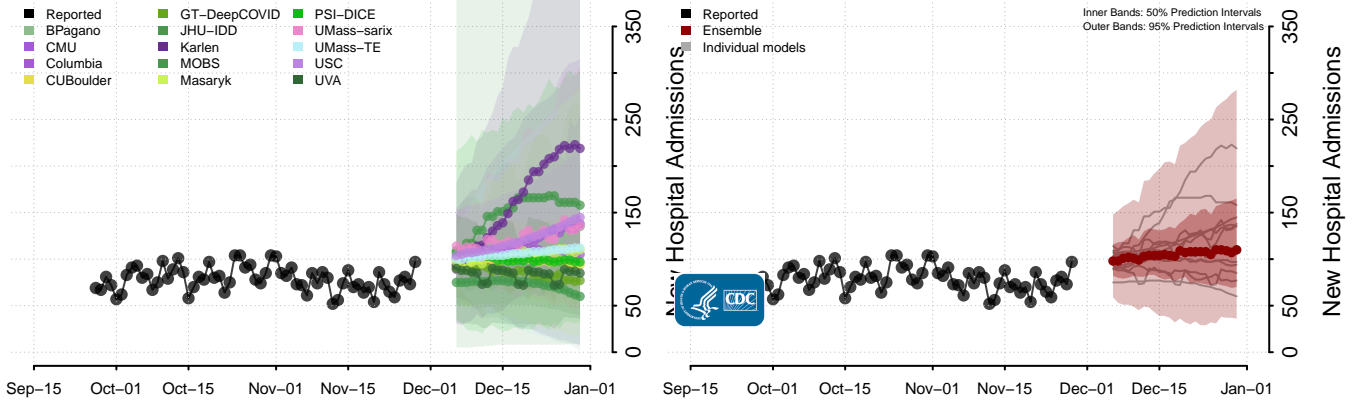 Reported
BPagano
CMU
Columbia
CUBoulder
GT−DeepCOVID
JHU−IDD
Karlen
MOBS
Masaryk
PSI−DICE
UMass−sarix
UMass−TE
USC
UVA
0
50
150
250
350
New Hospital Admissions
Sep−15
Oct−01
Oct−15
Nov−01
Nov−15
Dec−01
Dec−15
Jan−01
Reported
Ensemble
Individual models
Inner Bands: 50% Prediction Intervals
Outer Bands: 95% Prediction Intervals
CDC
0
50
150
250
350
New Hospital Admissions
Sep−15
Oct−01
Oct−15
Nov−01
Nov−15
Dec−01
Dec−15
Jan−01